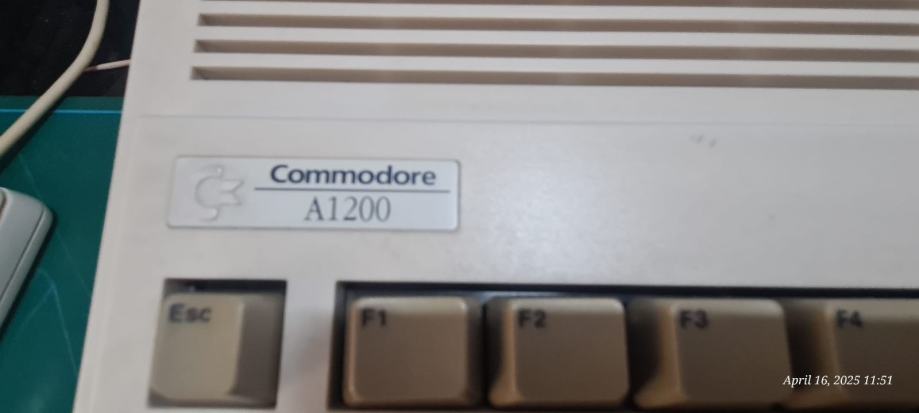 Commodore
A1200
Esc
F1
F2
F3
F4
April 16, 2025 11:51